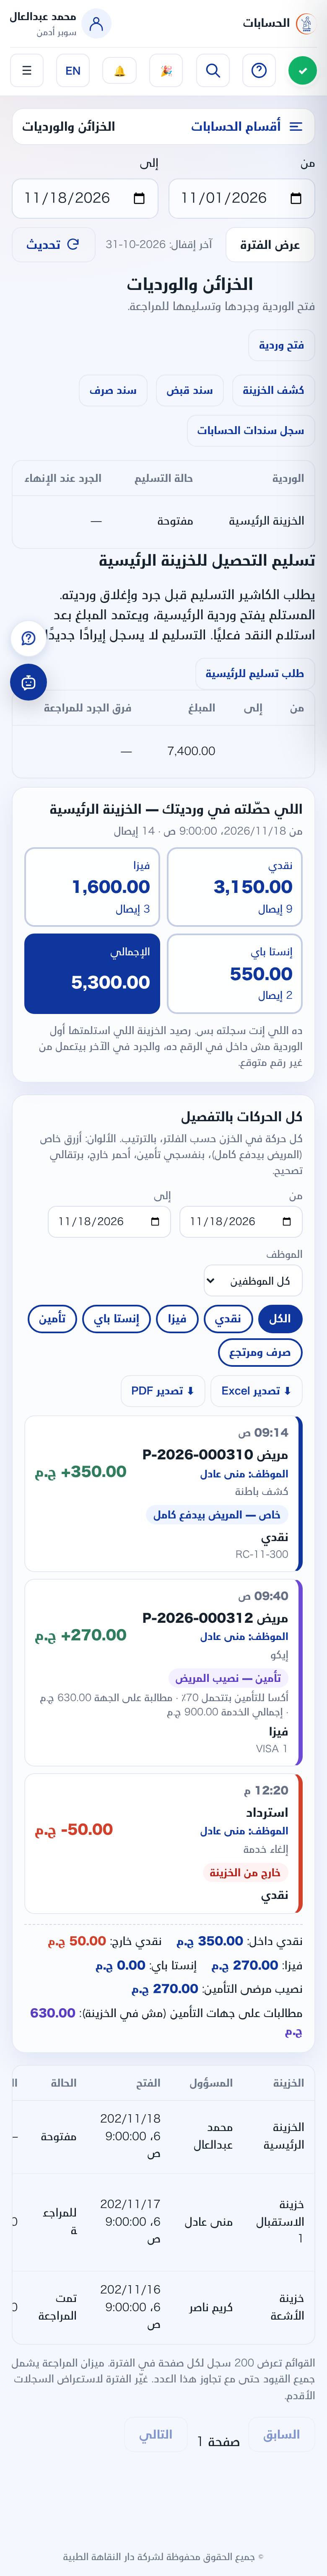 الحسابات
محمد عبدالعال
سوبر أدمن
EN
أقسام الحسابات
الخزائن والورديات
من
إلى
11/01/2026
11/18/2026
عرض الفترة
آخر إقفال: 2026-10-31
تحديث
الخزائن والورديات
فتح الوردية وجردها وتسليمها للمراجعة.
فتح وردية
كشف الخزينة
سند قبض
سند صرف
سجل سندات الحسابات
الوردية
حالة التسليم
الجرد عند الإنهاء
الخزينة الرئيسية
مفتوحة
—
تسليم التحصيل للخزينة الرئيسية
يطلب الكاشير التسليم قبل جرد وإغلاق ورديته.
المستلم يفتح وردية الرئيسية، ويعتمد المبلغ بعد
استلام النقد فعليًا. التسليم لا يسجل إيرادًا جديدًا
طلب تسليم للرئيسية
من
إلى
المبلغ
فرق الجرد للمراجعة
7,400.00
—
اللي حصّلته في ورديتك — الخزينة الرئيسية
من 2026/11/18، 9:00:00 ص · 14 إيصال
نقدي
3,150.00
9 إيصال
فيزا
1,600.00
3 إيصال
إنستا باي
550.00
2 إيصال
الإجمالي
5,300.00
ده اللي إنت سجلته بس. رصيد الخزينة اللي استلمتها أول
الوردية مش داخل في الرقم ده، والجرد في الآخر بيتعمل من
غير رقم متوقع.
كل الحركات بالتفصيل
كل حركة في الخزن حسب الفلتر، بالترتيب. الألوان: أزرق خاص
(المريض بيدفع كامل)، بنفسجي تأمين، أحمر خارج، برتقالي
تصحيح.
من
إلى
11/18/2026
11/18/2026
الموظف
كل الموظفين
الكل
نقدي
فيزا
إنستا باي
تأمين
صرف ومرتجع
⬇ تصدير Excel
⬇ تصدير PDF
09:14 ص
مريض P-2026-000310
+350.00 ج.م
الموظف: منى عادل
كشف باطنة
خاص — المريض بيدفع كامل
نقدي
RC-11-300
09:40 ص
مريض P-2026-000312
+270.00 ج.م
الموظف: منى عادل
إيكو
تأمين — نصيب المريض
أكسا للتأمين بتتحمل 70٪ · مطالبة على الجهة 630.00 ج.م
· إجمالي الخدمة 900.00 ج.م
فيزا
VISA 1
12:20 م
استرداد
-50.00 ج.م
الموظف: منى عادل
إلغاء خدمة
خارج من الخزينة
نقدي
نقدي داخل: 350.00 ج.م
نقدي خارج: 50.00 ج.م
فيزا: 270.00 ج.م
إنستا باي: 0.00 ج.م
نصيب مرضى التأمين: 270.00 ج.م
مطالبات على جهات التأمين (مش في الخزينة): 630.00
ج.م
الخزينة
المسؤول
الفتح
الحالة
الخزينة
الرئيسية
محمد
عبدالعال
202/11/18
6، 9:00:00
ص
مفتوحة
خزينة
الاستقبال
1
منى عادل
202/11/17
6، 9:00:00
ص
للمراجع
ة
خزينة
الأشعة
كريم ناصر
202/11/16
6، 9:00:00
ص
تمت
المراجعة
القوائم تعرض 200 سجل لكل صفحة في الفترة. ميزان المراجعة يشمل
جميع القيود حتى مع تجاوز هذا العدد. غيّر الفترة لاستعراض السجلات
الأقدم.
السابق
صفحة 1
التالي
© جميع الحقوق محفوظة لشركة دار النقاهة الطبية